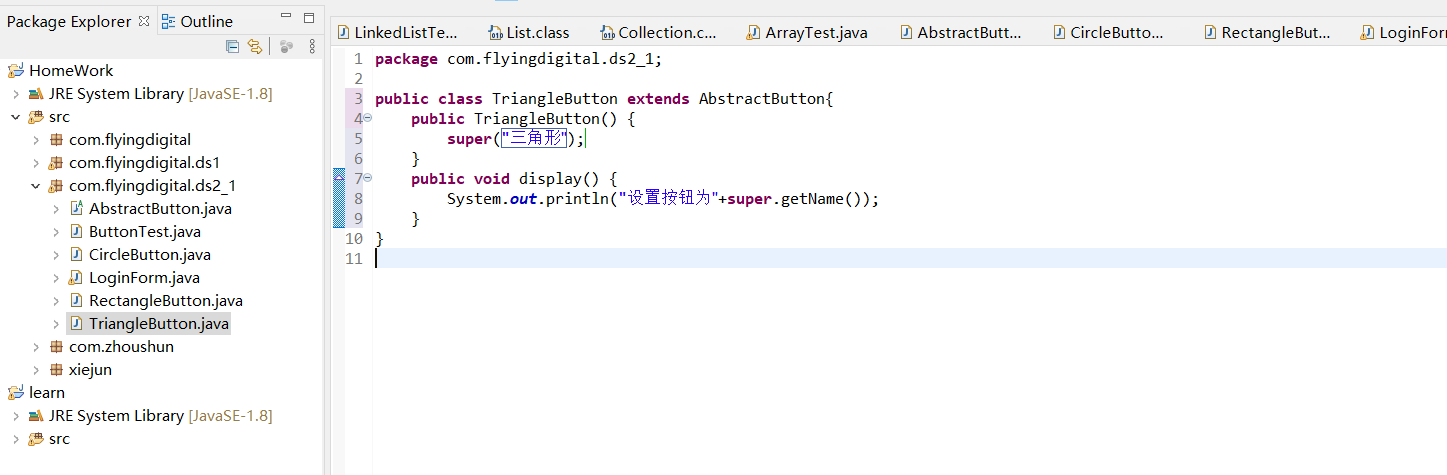 Package Explorer
Outline
HomeWork
JRE System Library [JavaSE-1.8]
src
com.flyingdigital
com.flyingdigital.ds1
com.flyingdigital.ds2_1
AbstractButton.java
ButtonTest.java
CircleButton.java
LoginForm.java
RectangleButton.java
TriangleButton.java
com.zhoushun
xiejun
learn
JRE System Library [JavaSE-1.8]
src
LinkedListTe... List.class Collection.c... ArrayTest.java AbstractButt... CircleButto... RectangleBut... LoginForm
1 package com.flyingdigital.ds2_1;
2
3 public class TriangleButton extends AbstractButton{
4 public TriangleButton() {
5 super("三角形");
6 }
7 public void display() {
8 System.out.println("设置按钮为"+super.getName());
9 }
10 }
11